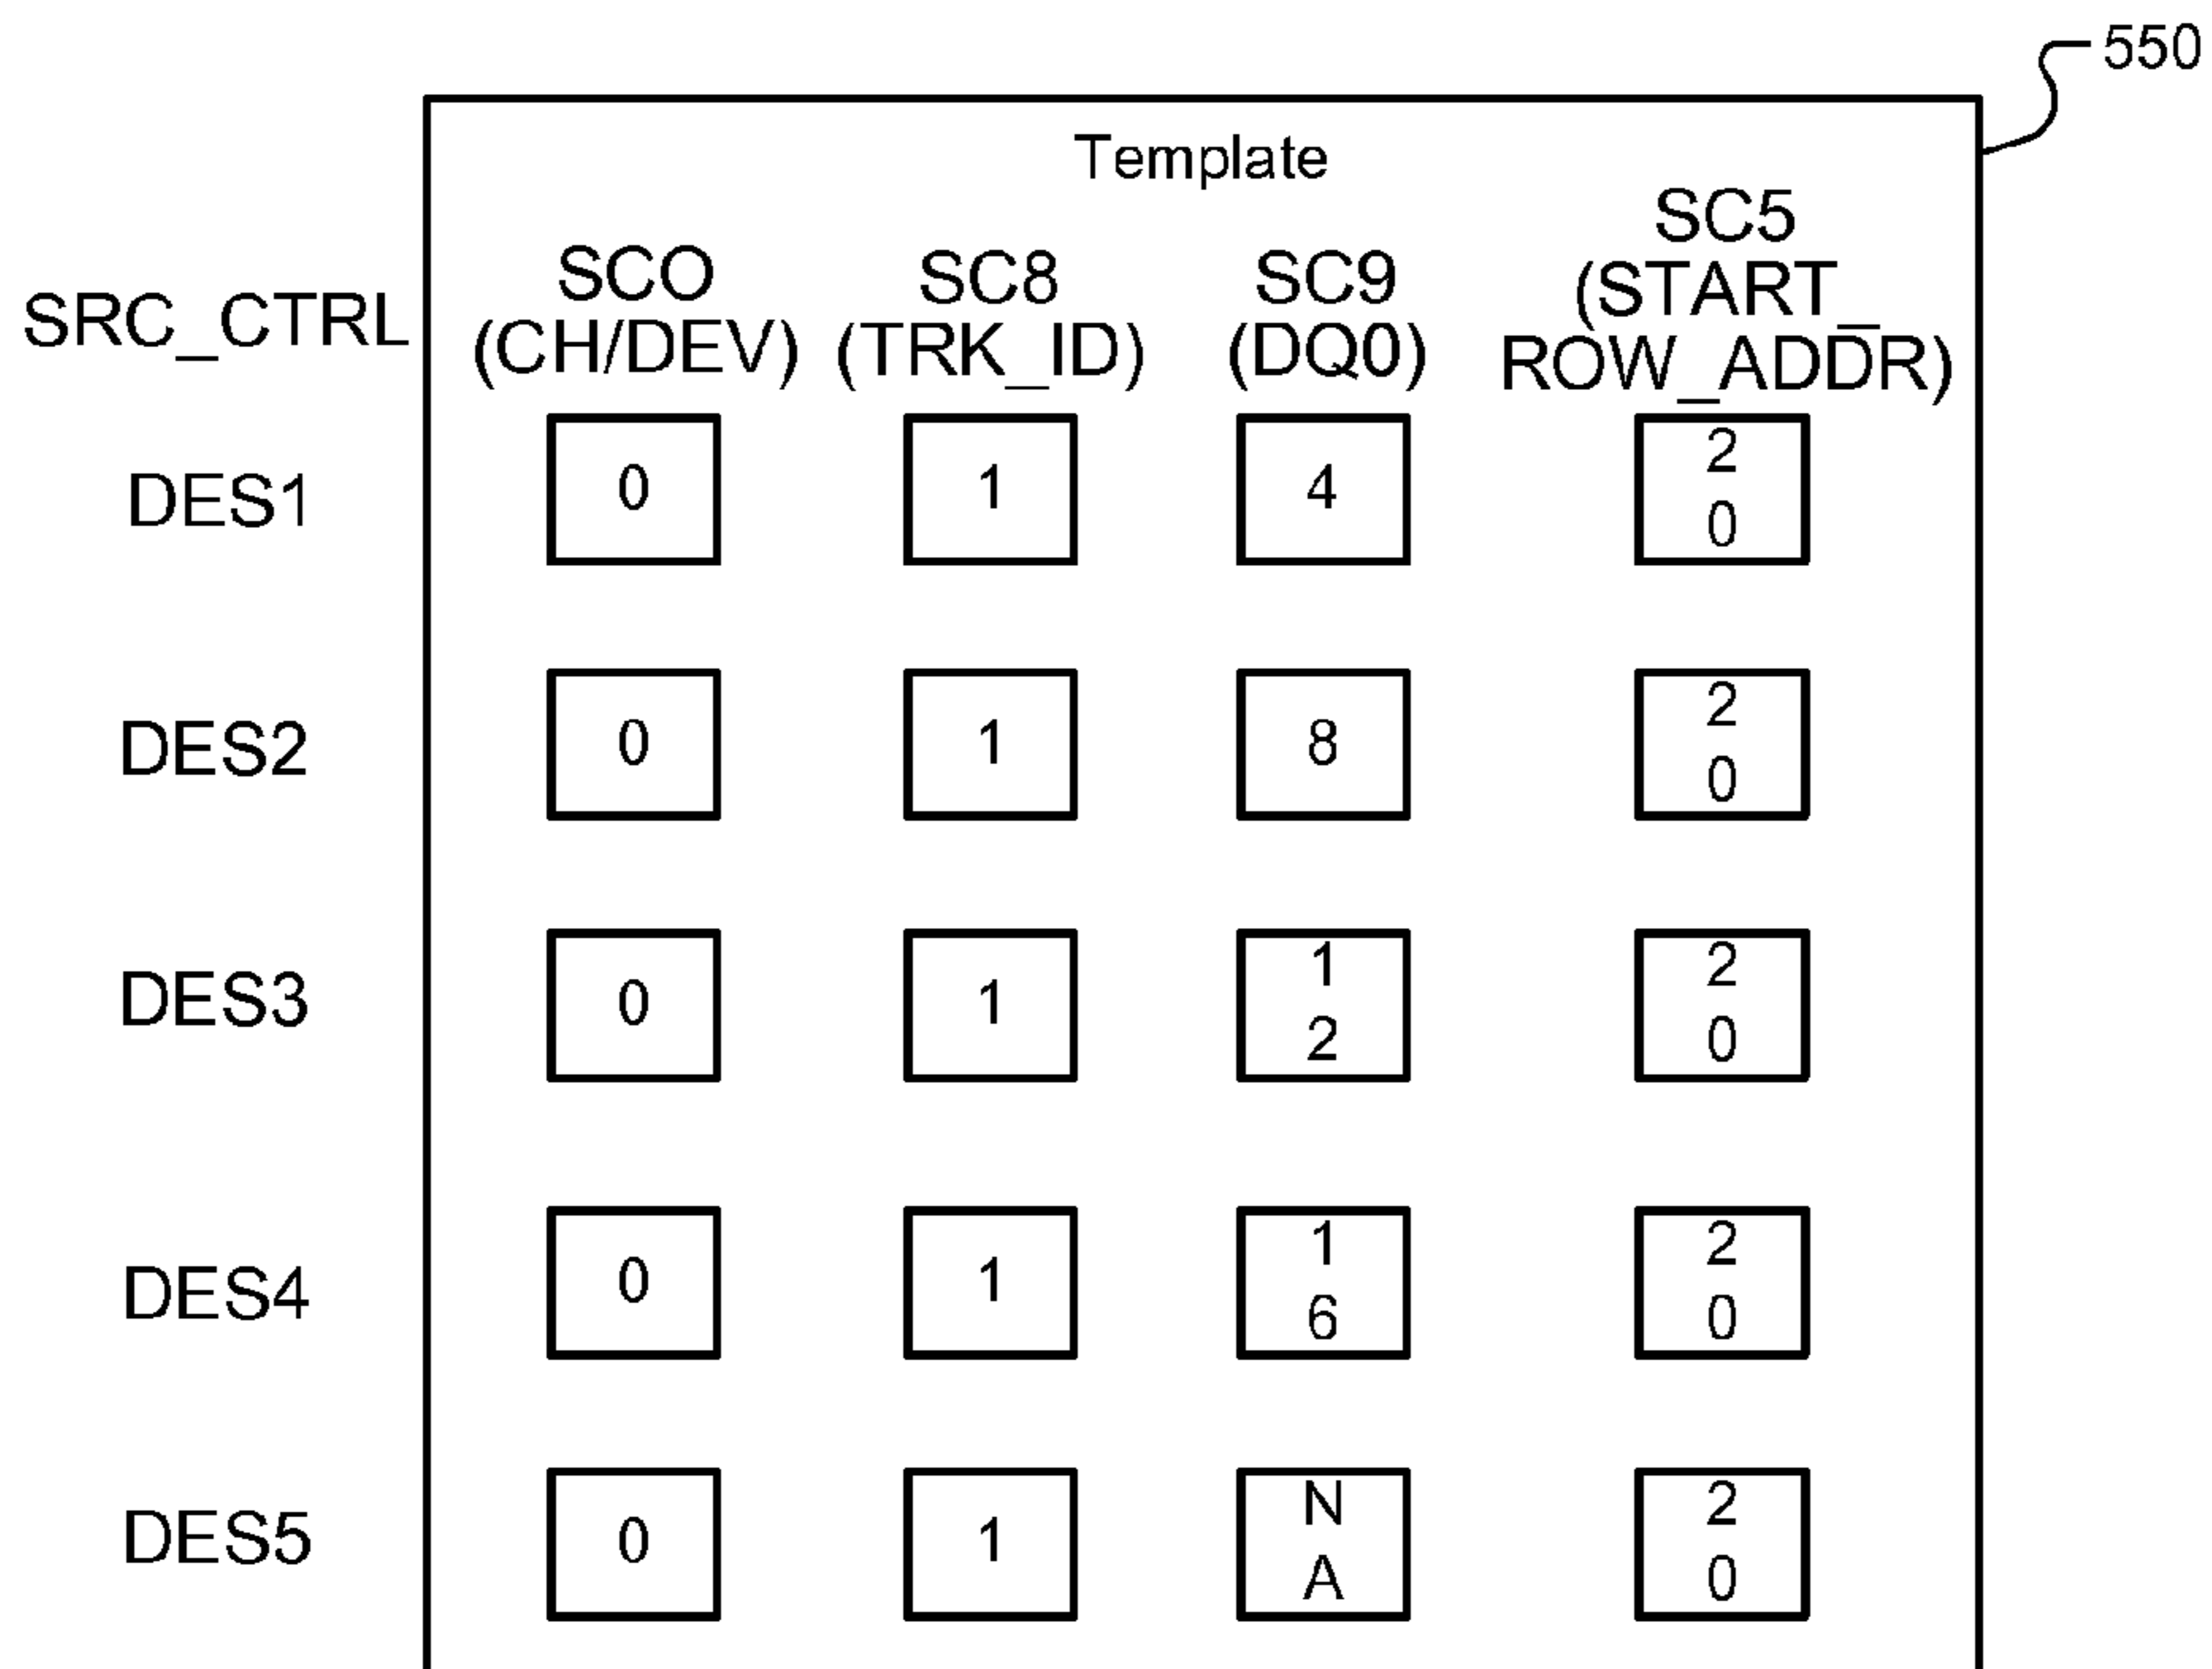 550
Template
SRC_CTRL
SCO
(CH/DEV)
SC8
(TRK_ID)
SC9
(DQ0)
SC5
(START_
ROW_ADDR)
DES1
0
1
4
2
0
DES2
0
1
8
2
0
DES3
0
1
1
2
2
0
DES4
0
1
1
6
2
0
DES5
0
1
N
A
2
0